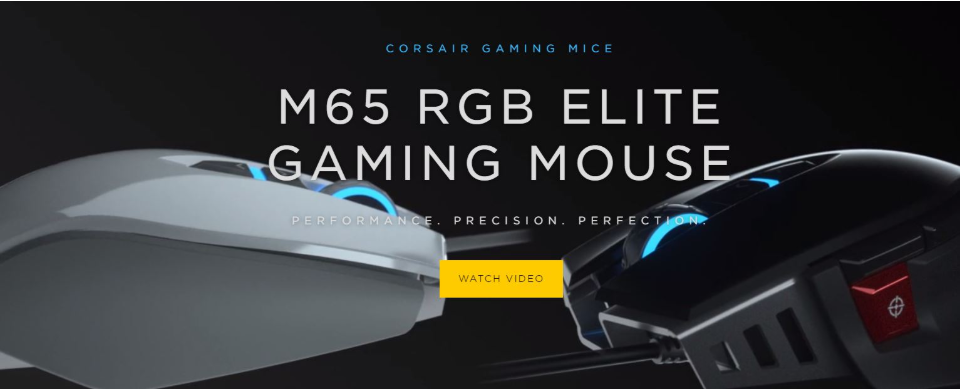 CORSAIR GAMING MICE
M65 RGB ELITE
GAMING MOUSE
PERFORMANCE. PRECISION. PERFECTION.
WATCH VIDEO